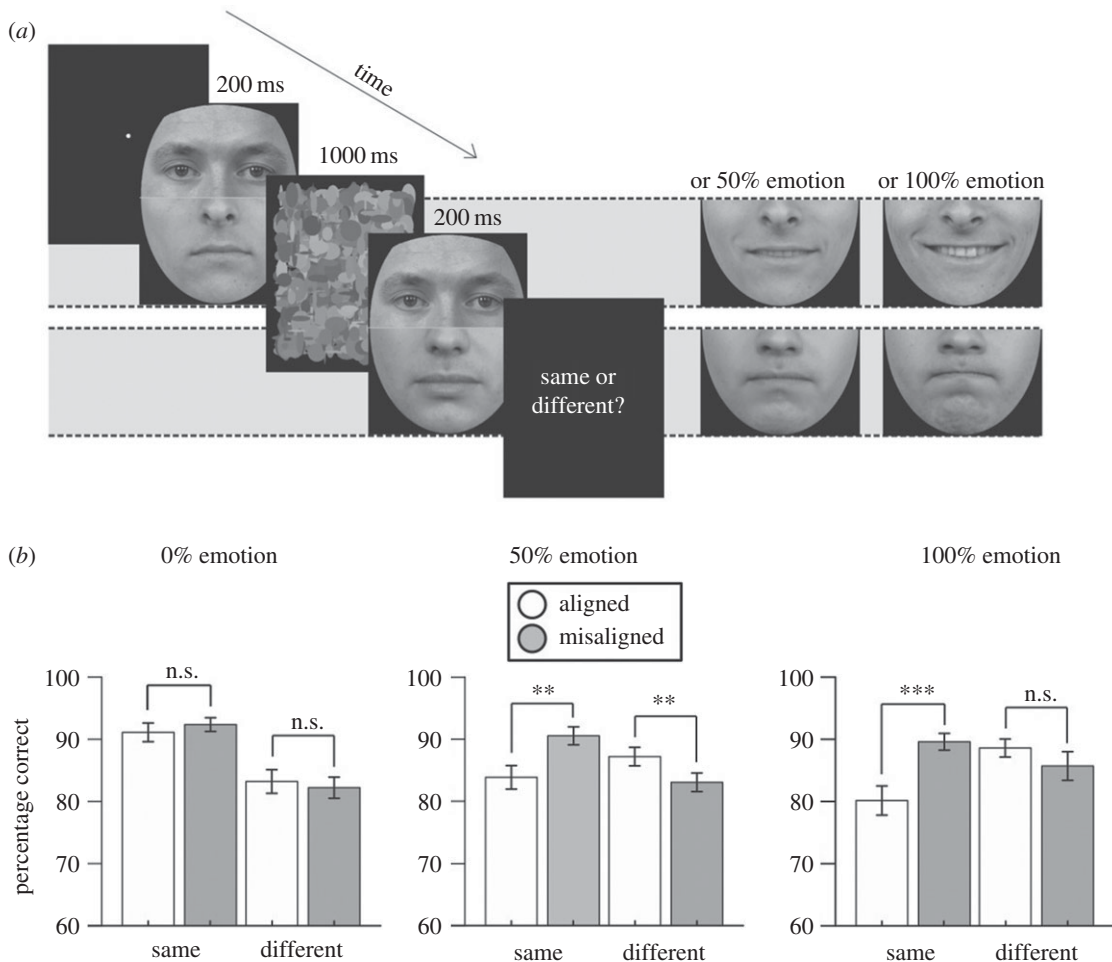 (a)
time
200 ms
1000 ms
200 ms
or 50% emotion
or 100% emotion
same or
different?
(b)
0% emotion
50% emotion
100% emotion
aligned
misaligned
percentage correct
100
90
80
70
60
n.s.
n.s.
same
different
100
90
80
70
60
**
**
same
different
100
90
80
70
60
***
n.s.
same
different